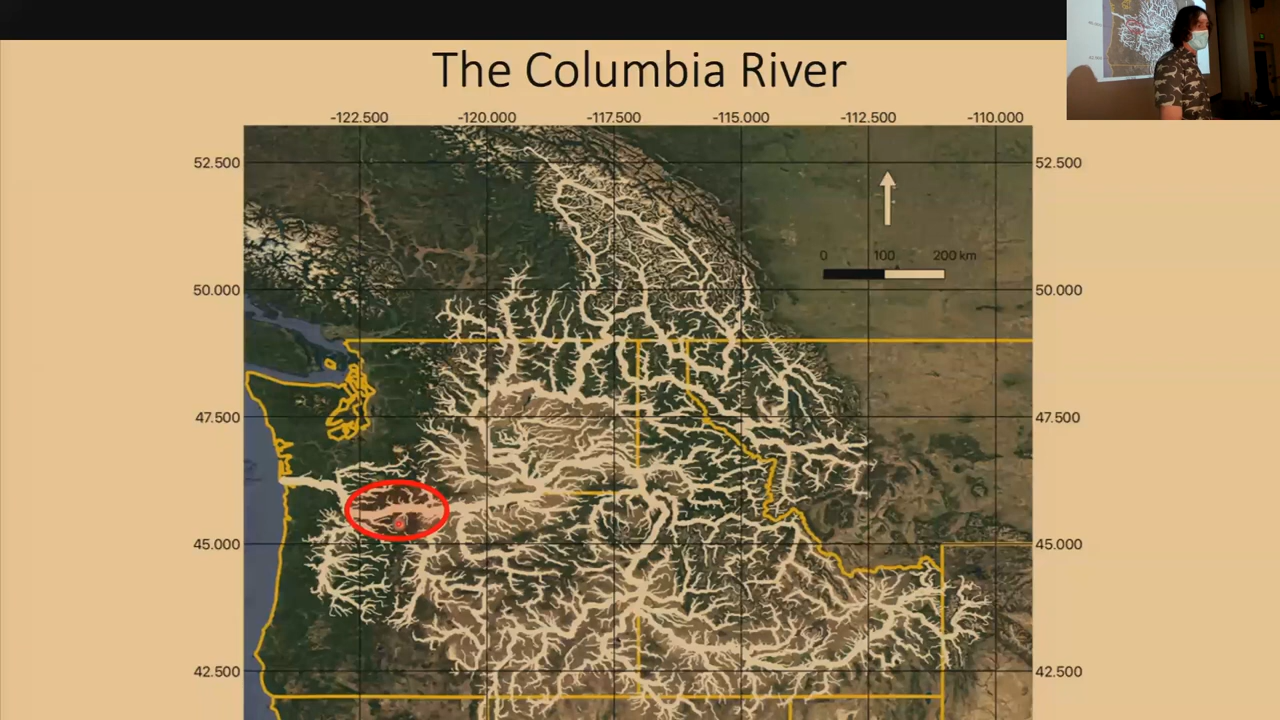 The Columbia River
-122.500 -120.000 -117.500 -115.000 -112.500 -110.000
52.500 52.500
0 100 200 km
50.000 50.000
47.500 47.500
45.000 45.000
42.500 42.500